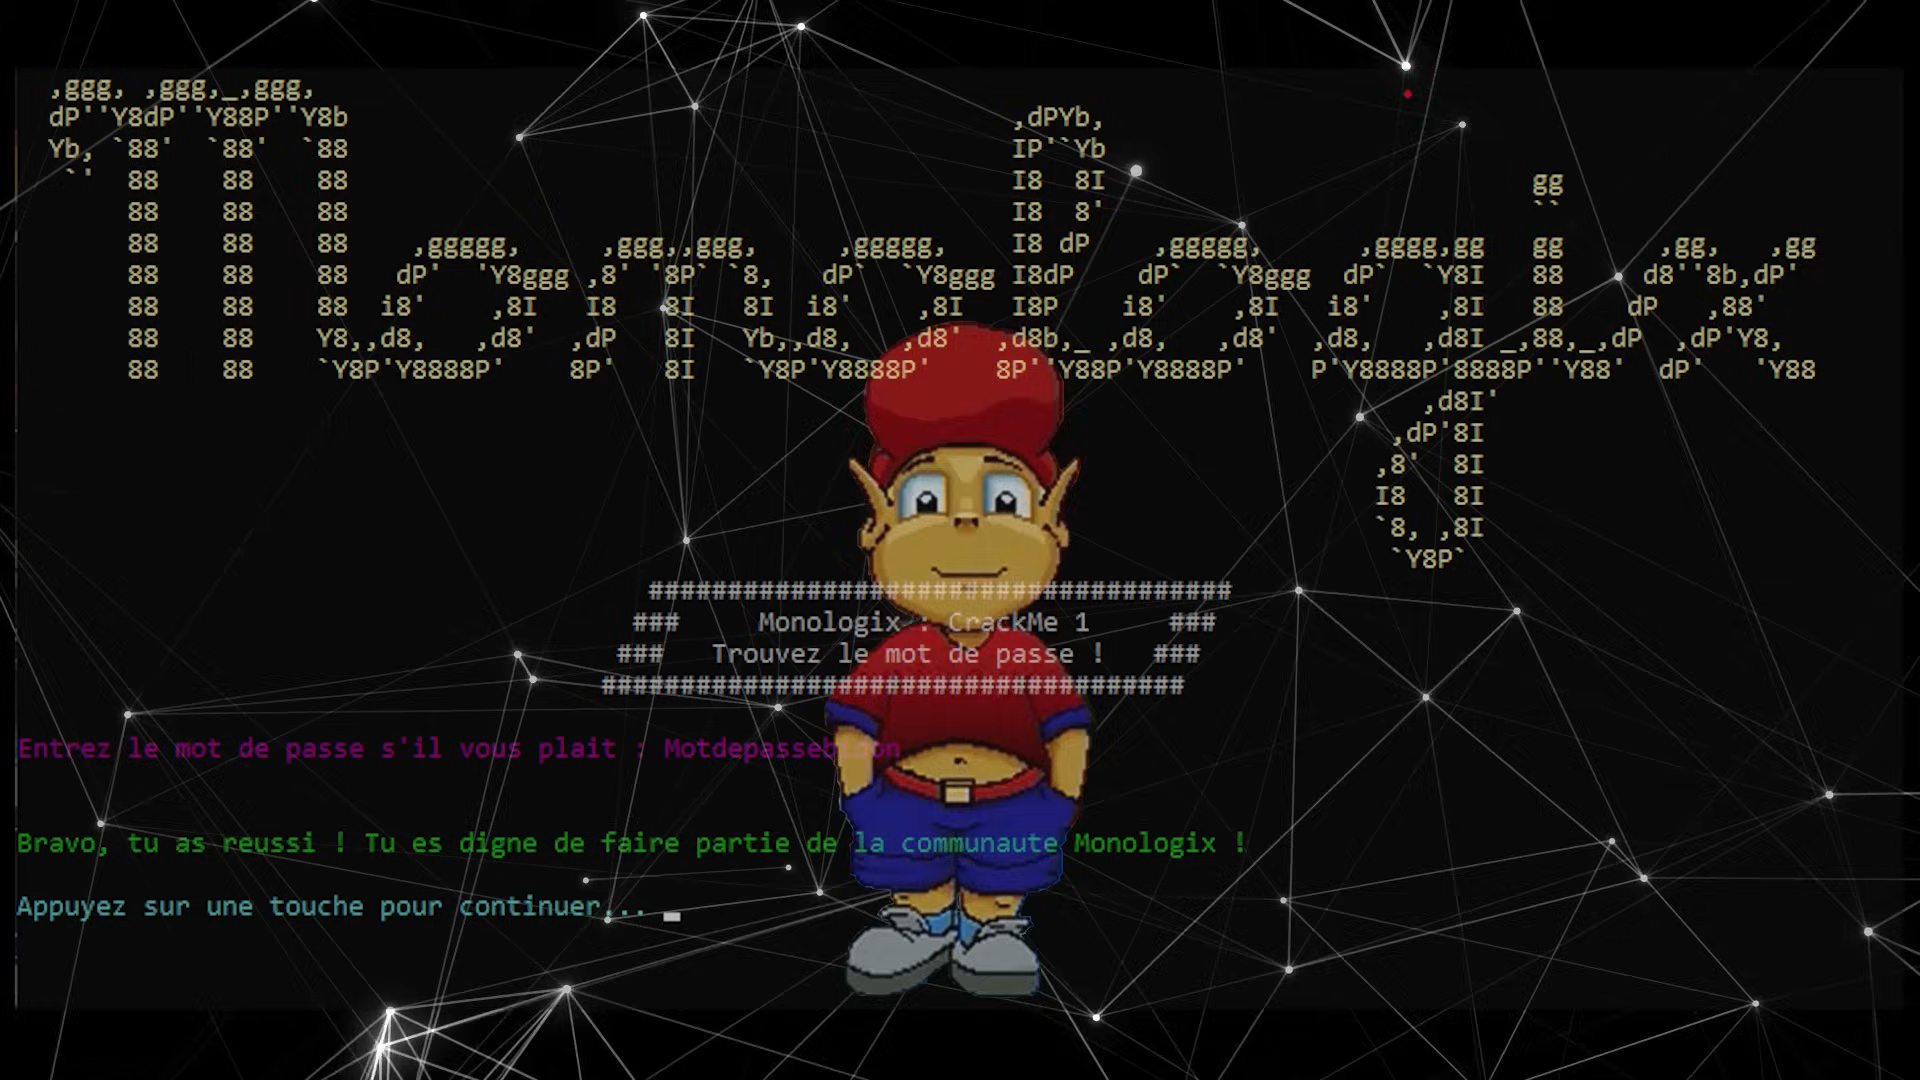 Monologix
###################################
### Monologix : CrackMe 1 ###
### Trouvez le mot de passe ! ###
###################################
Entrez le mot de passe s'il vous plait : Motdepassebidon
Bravo, tu as reussi ! Tu es digne de faire partie de la communaute Monologix !
Appuyez sur une touche pour continuer...